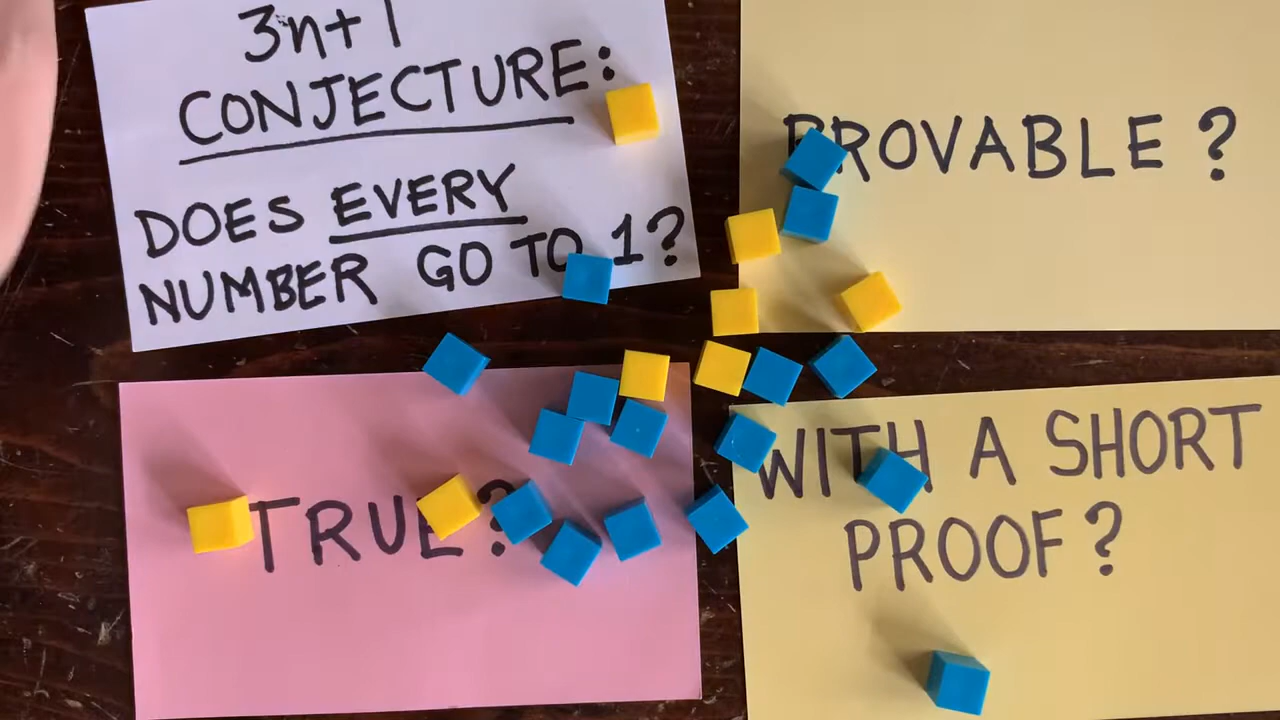 3n+1
CONJECTURE:
DOES EVERY
NUMBER GO TO 1?
PROVABLE?
TRUE?
WITH A SHORT
PROOF?